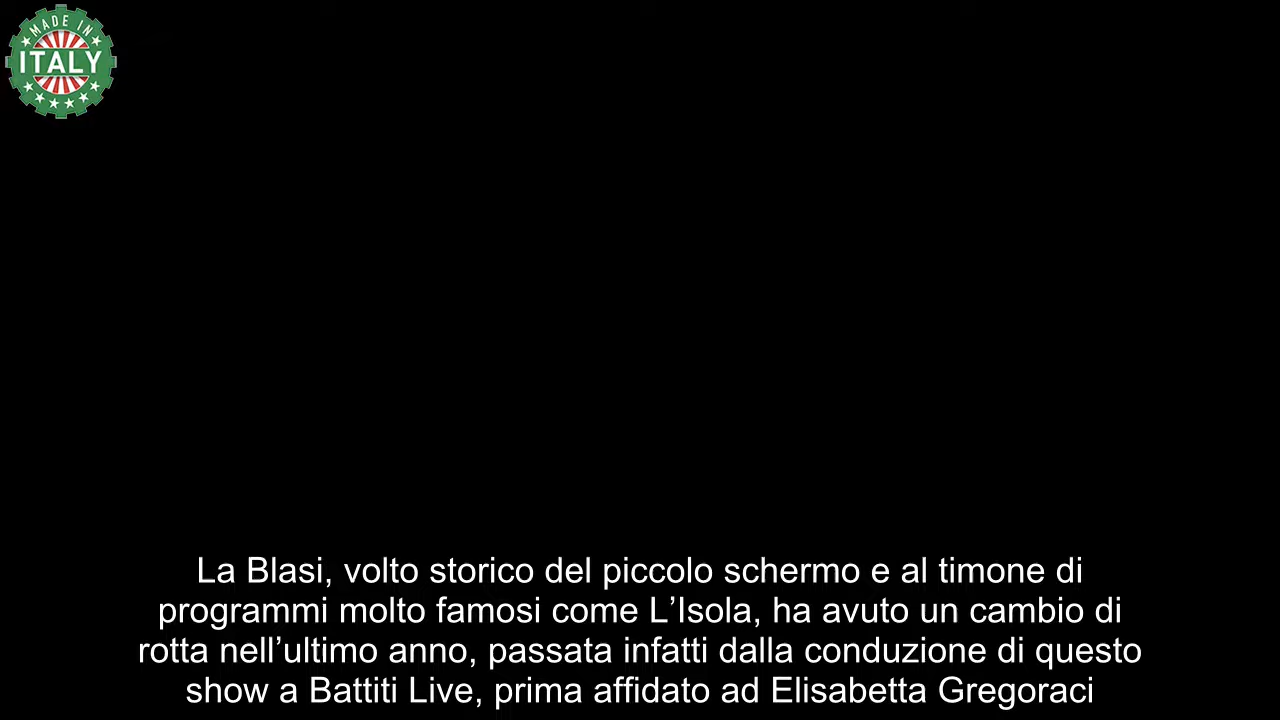 MADE IN
ITALY
La Blasi, volto storico del piccolo schermo e al timone di
programmi molto famosi come L’Isola, ha avuto un cambio di
rotta nell’ultimo anno, passata infatti dalla conduzione di questo
show a Battiti Live, prima affidato ad Elisabetta Gregoraci